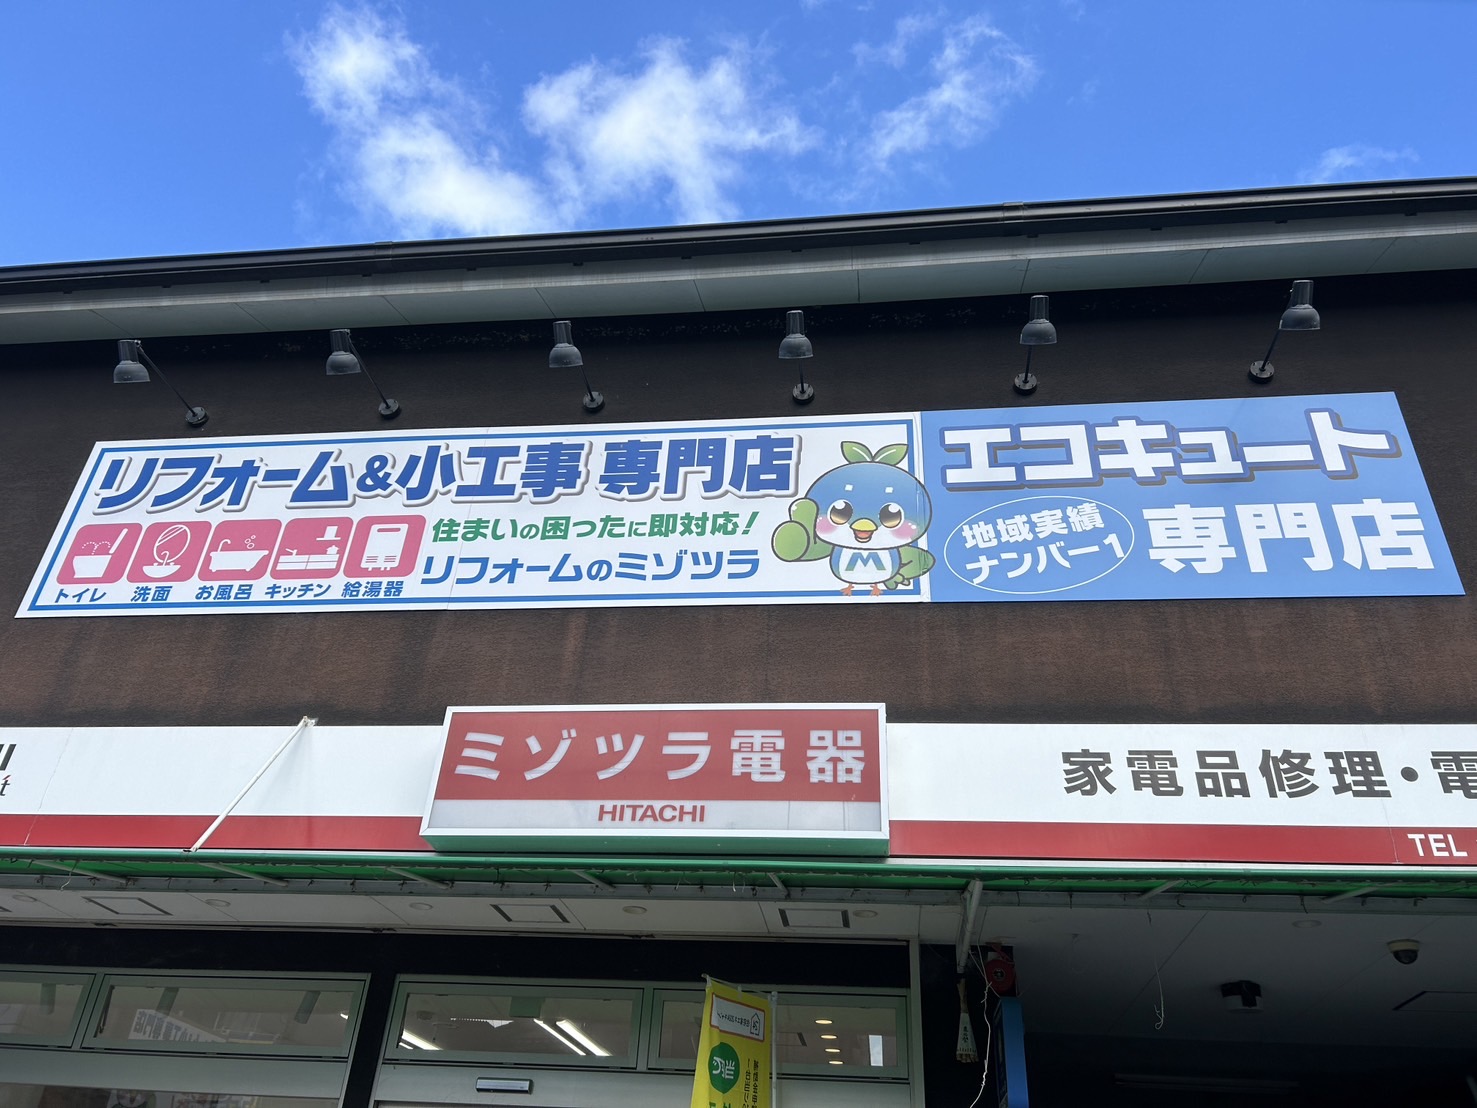 リフォーム&小工事 専門店
住まいの困ったに即対応！
リフォームのミゾツラ
トイレ 洗面 お風呂 キッチン 給湯器
M
エコキュート
地域実績
ナンバー1
専門店
ミゾツラ電器
HITACHI
家電品修理・電
TEL